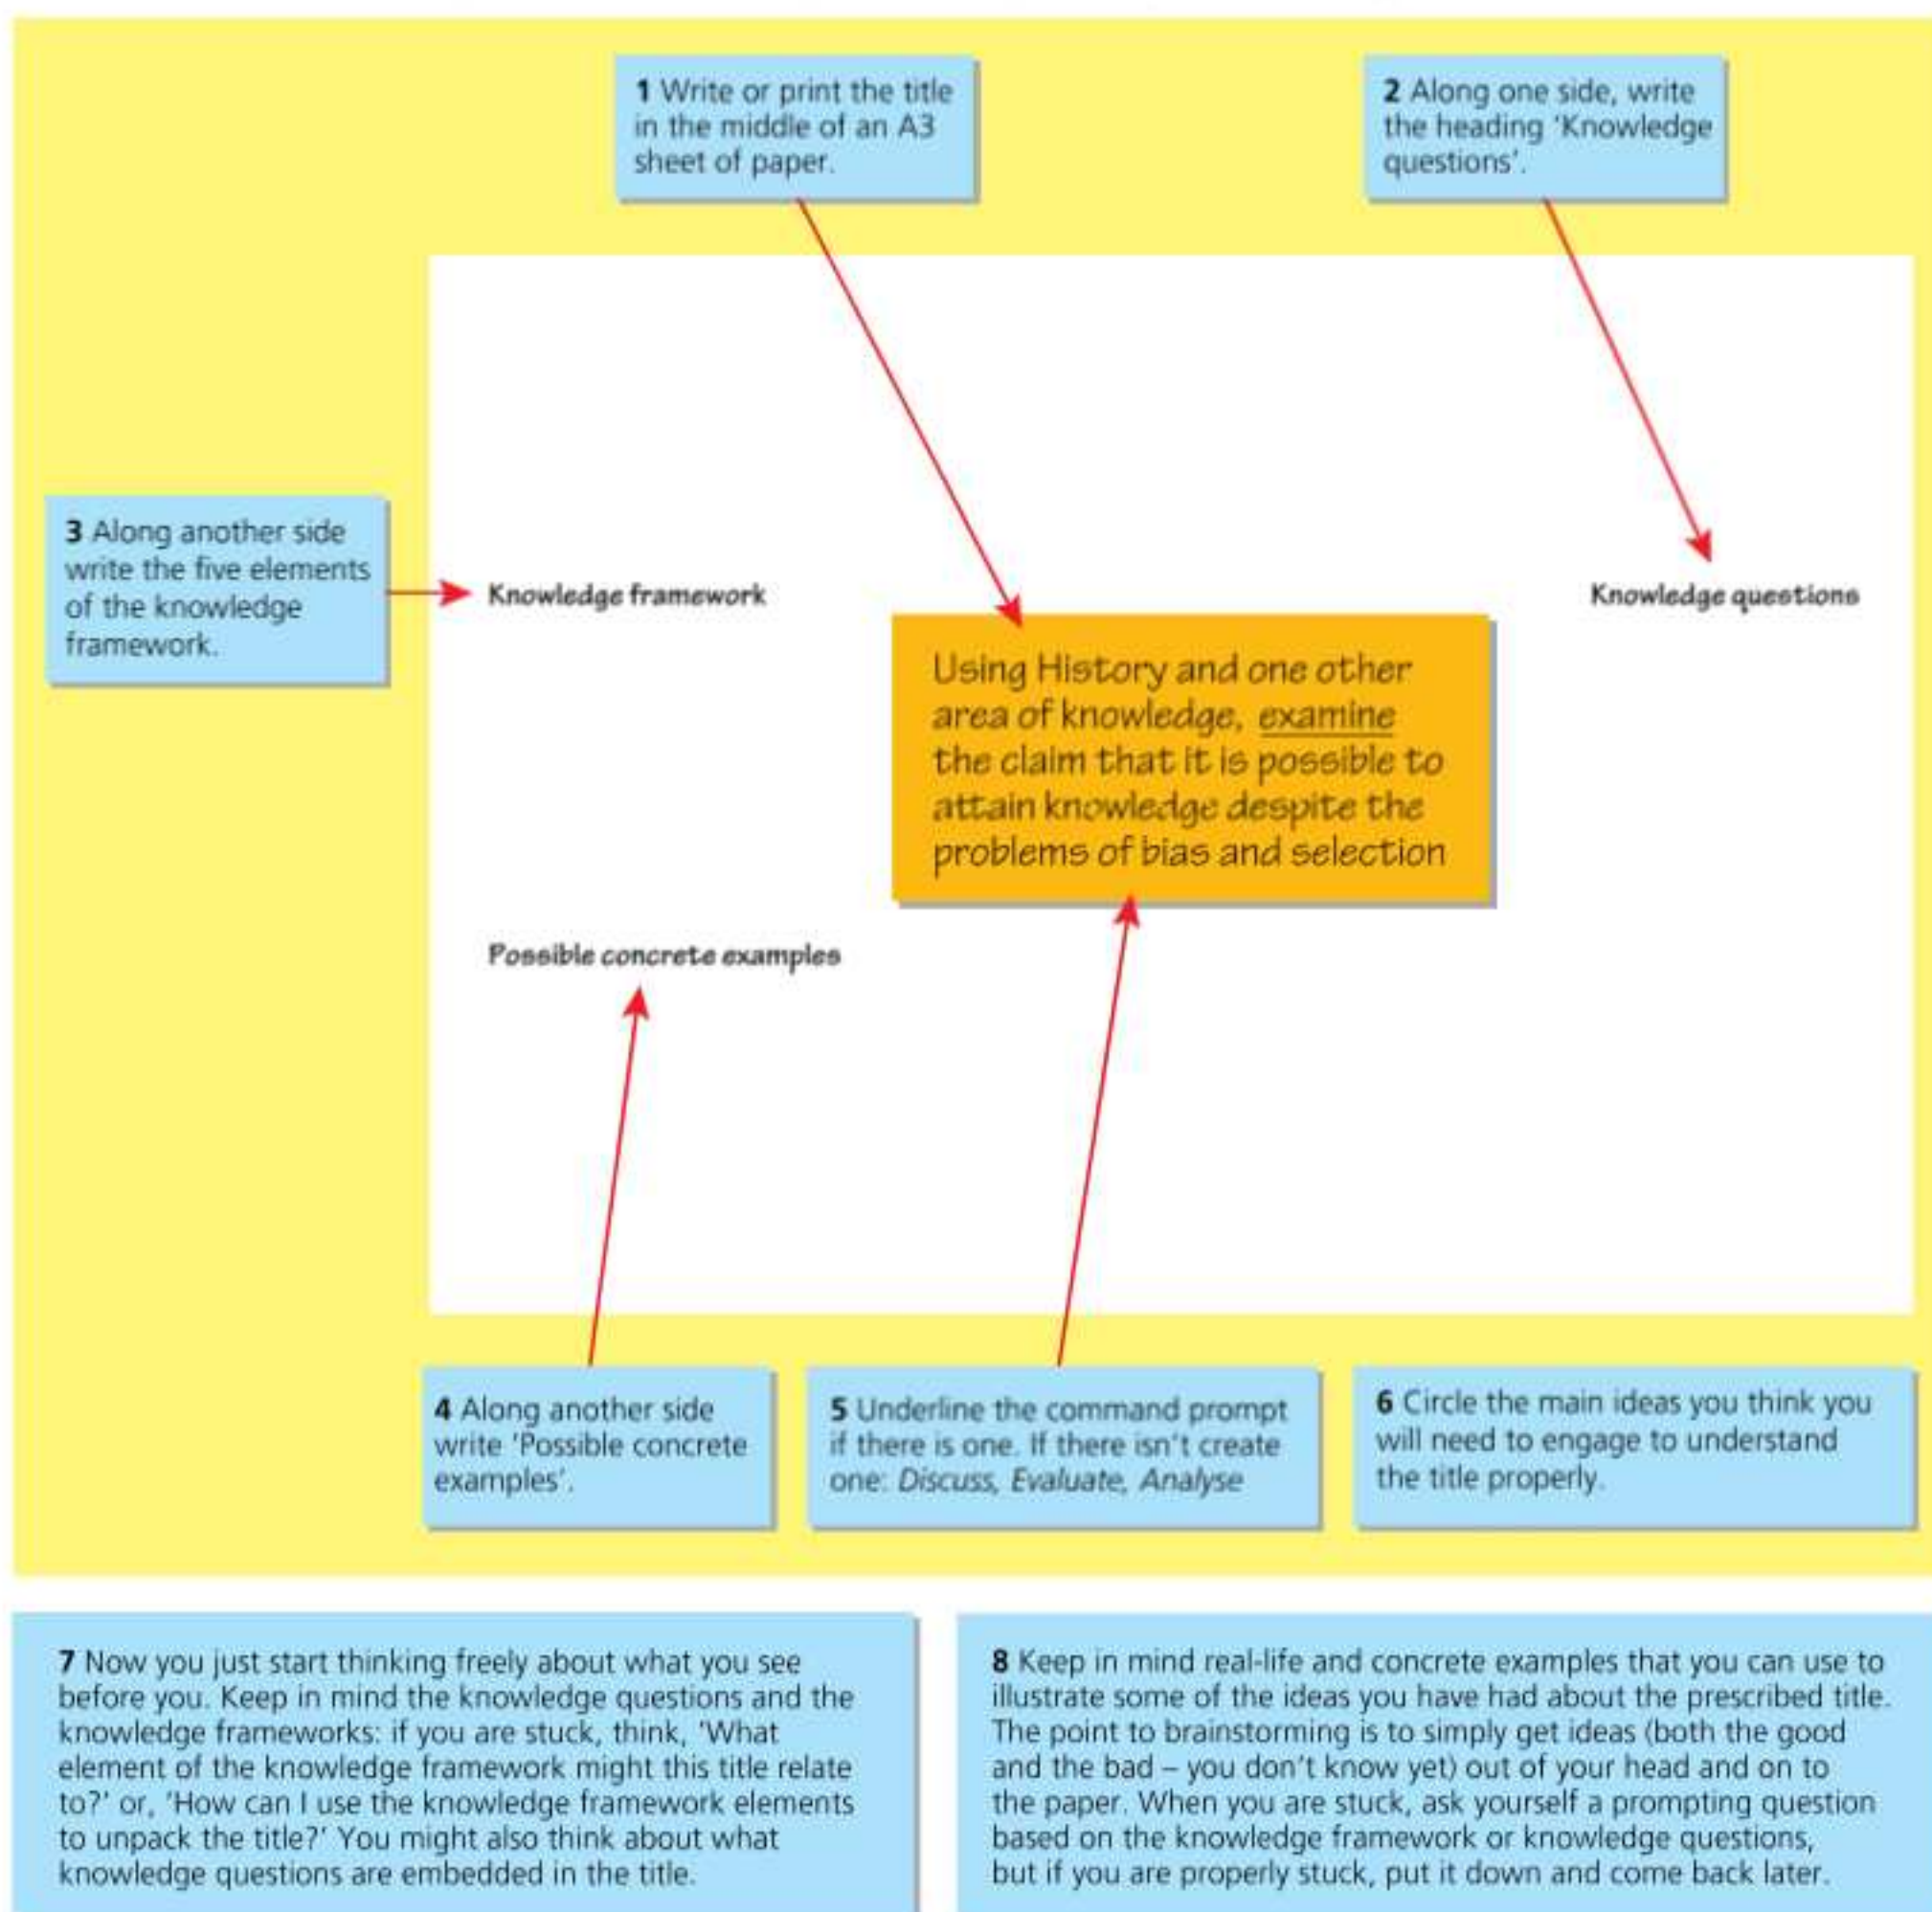 1 Write or print the title
in the middle of an A3
sheet of paper.
2 Along one side, write
the heading 'Knowledge
questions'.
3 Along another side
write the five elements
of the knowledge
framework.
Knowledge framework
Knowledge questions
Using History and one other
area of knowledge, examine
the claim that it is possible to
attain knowledge despite the
problems of bias and selection
Possible concrete examples
4 Along another side
write 'Possible concrete
examples'.
5 Underline the command prompt
if there is one. If there isn't create
one: Discuss, Evaluate, Analyse
6 Circle the main ideas you think you
will need to engage to understand
the title properly.
7 Now you just start thinking freely about what you see
before you. Keep in mind the knowledge questions and the
knowledge frameworks: if you are stuck, think, 'What
element of the knowledge framework might this title relate
to?' or, 'How can I use the knowledge framework elements
to unpack the title?' You might also think about what
knowledge questions are embedded in the title.
8 Keep in mind real-life and concrete examples that you can use to
illustrate some of the ideas you have had about the prescribed title.
The point to brainstorming is to simply get ideas (both the good
and the bad – you don't know yet) out of your head and on to
the paper. When you are stuck, ask yourself a prompting question
based on the knowledge framework or knowledge questions,
but if you are properly stuck, put it down and come back later.